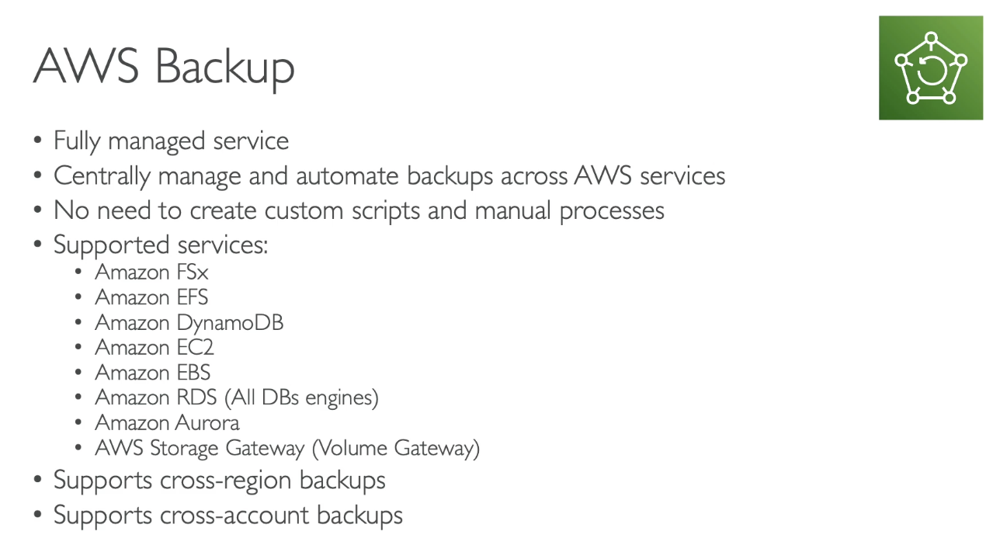 AWS Backup
• Fully managed service
• Centrally manage and automate backups across AWS services
• No need to create custom scripts and manual processes
• Supported services:
• Amazon FSx
• Amazon EFS
• Amazon DynamoDB
• Amazon EC2
• Amazon EBS
• Amazon RDS (All DBs engines)
• Amazon Aurora
• AWS Storage Gateway (Volume Gateway)
• Supports cross-region backups
• Supports cross-account backups